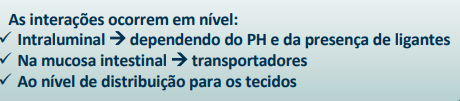 As interações ocorrem em nível:
✓ Intraluminal → dependendo do PH e da presença de ligantes
✓ Na mucosa intestinal → transportadores
✓ Ao nível de distribuição para os tecidos